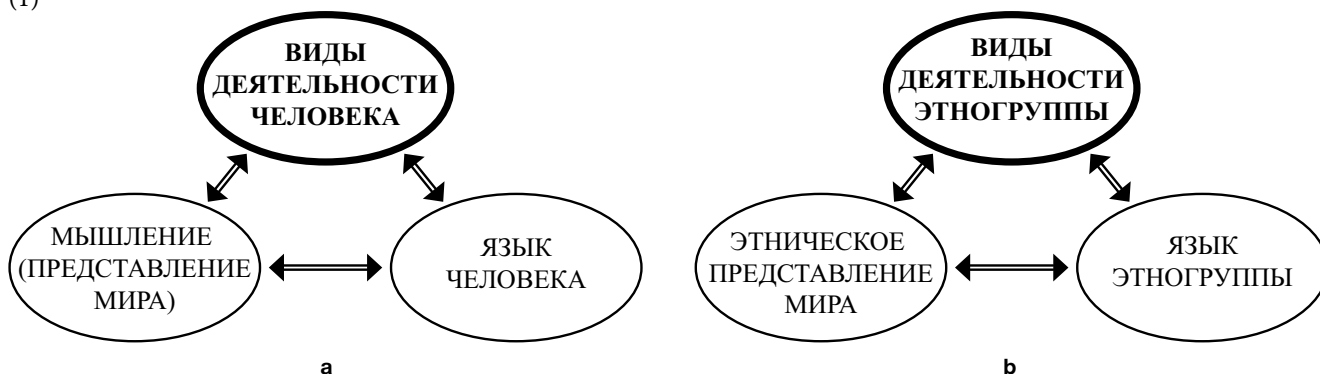 (1)
ВИДЫ
ДЕЯТЕЛЬНОСТИ
ЧЕЛОВЕКА
МЫШЛЕНИЕ
(ПРЕДСТАВЛЕНИЕ
МИРА)
ЯЗЫК
ЧЕЛОВЕКА
a
ВИДЫ
ДЕЯТЕЛЬНОСТИ
ЭТНОГРУППЫ
ЭТНИЧЕСКОЕ
ПРЕДСТАВЛЕНИЕ
МИРА
ЯЗЫК
ЭТНОГРУППЫ
b